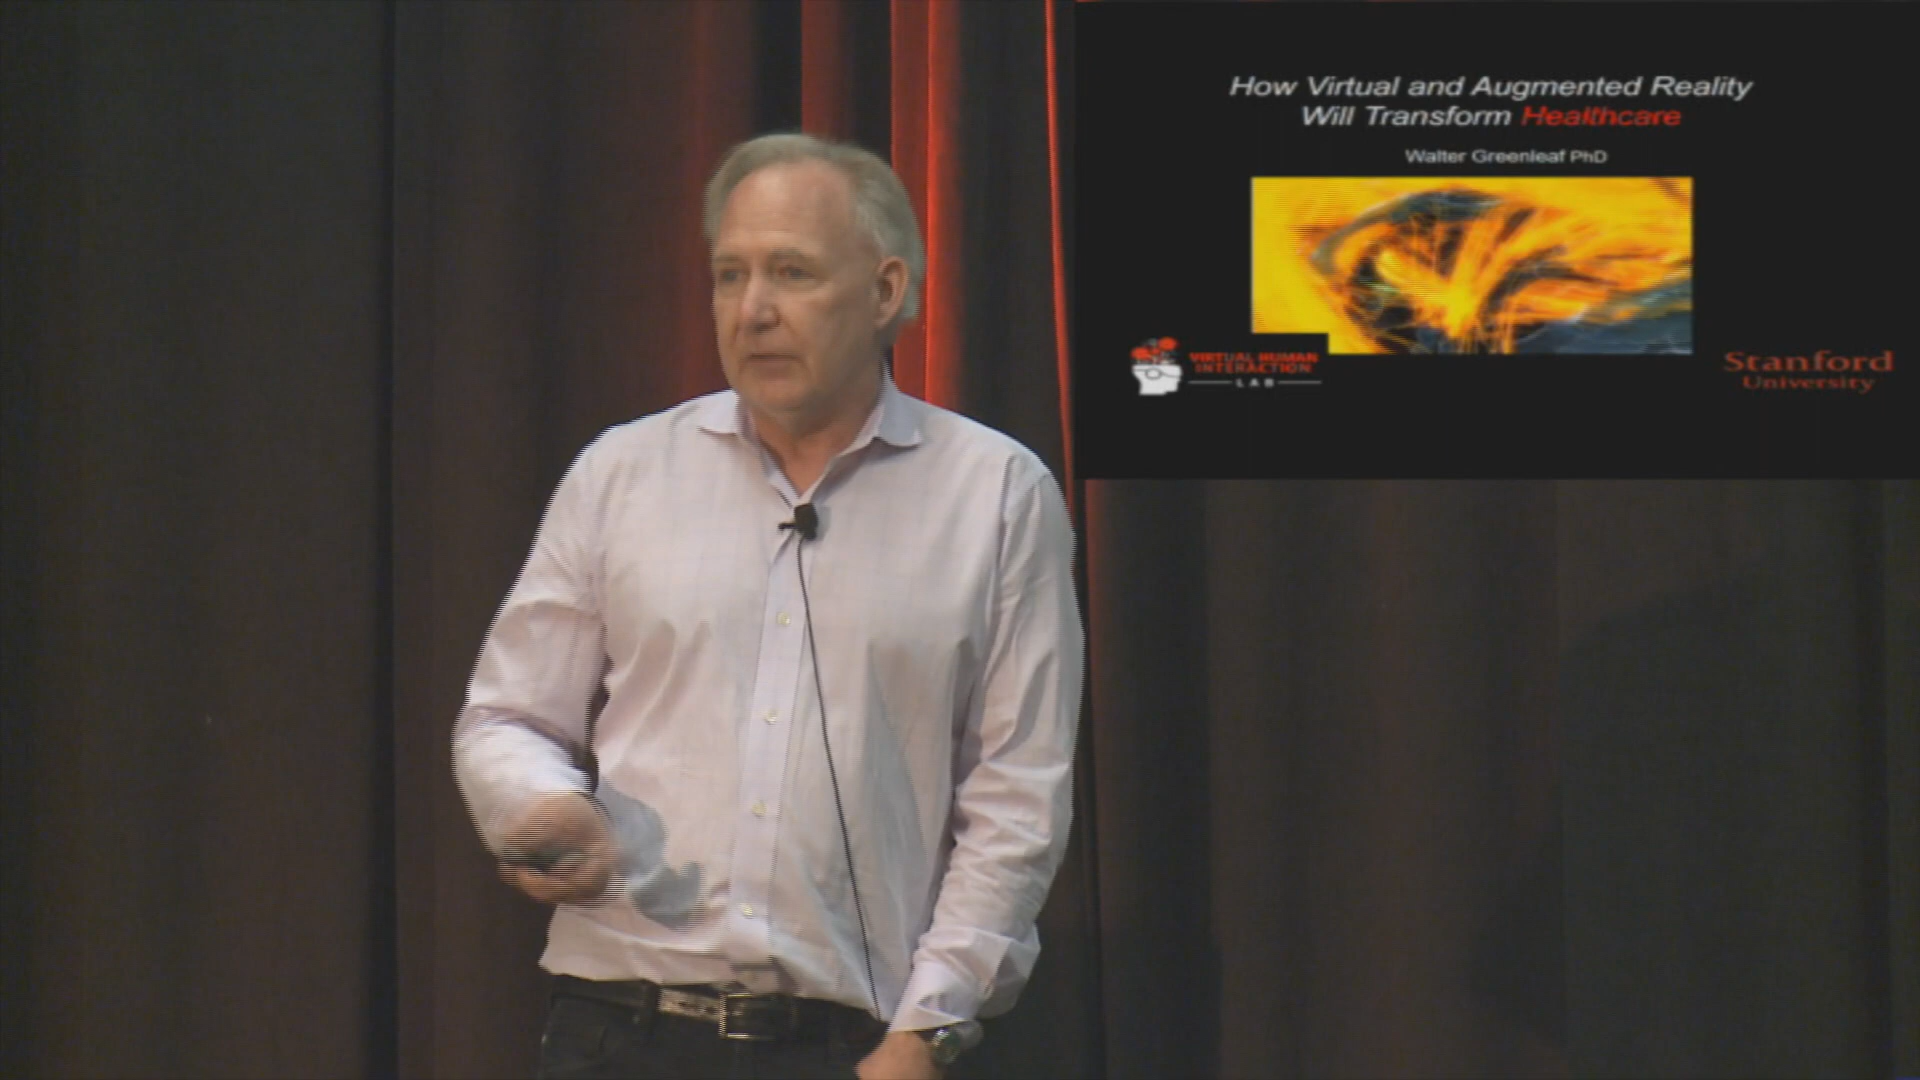 How Virtual and Augmented Reality
Will Transform Healthcare
Walter Greenleaf PhD
VIRTUAL HUMAN
INTERACTION
LAB
Stanford
University